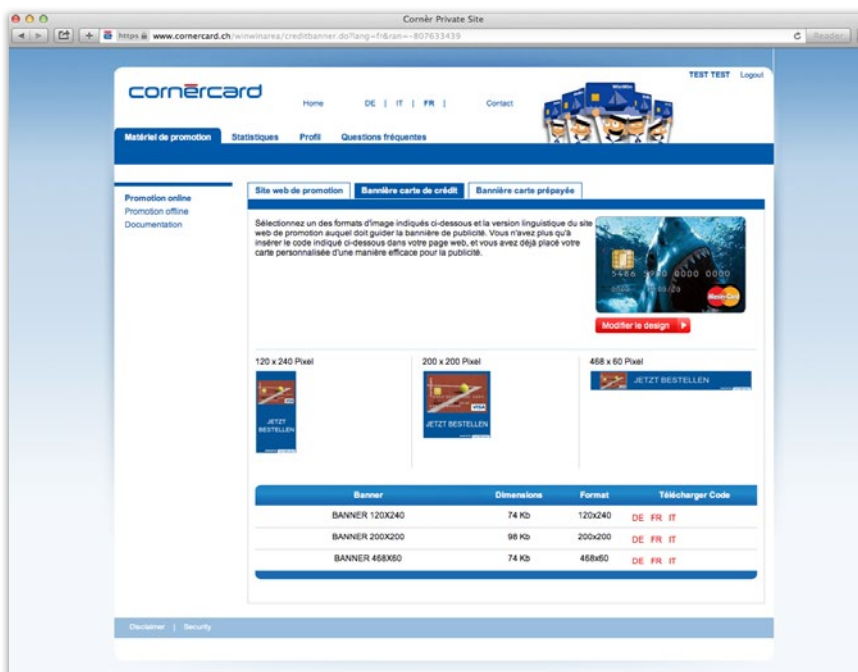 Cornèr Private Site
https www.cornercard.ch/winwinarea/creditbanner.do?lang=fr&ran=-807633439
Reader
TEST TEST Logout
cornèrcard
Home DE | IT | FR | Contact
Matériel de promotion Statistiques Profil Questions fréquentes
Promotion online
Promotion offline
Documentation
Site web de promotion Bannière carte de crédit Bannière carte prépayée
Sélectionnez un des formats d'image indiqués ci-dessous et la version linguistique du site
web de promotion auquel doit guider la bannière de publicité. Vous n'avez plus qu'à
insérer le code indiqué ci-dessous dans votre page web, et vous avez déjà placé votre
carte personnalisée d'une manière efficace pour la publicité.
MasterCard
Modifier le design
120 x 240 Pixel 200 x 200 Pixel 468 x 60 Pixel
JETZT
BESTELLEN
VISA
JETZT BESTELLEN
JETZT BESTELLEN
Banner Dimensions Format Télécharger Code
BANNER 120X240 74 Kb 120x240 DE FR IT
BANNER 200X200 98 Kb 200x200 DE FR IT
BANNER 468X60 74 Kb 468x60 DE FR IT
Disclaimer | Security